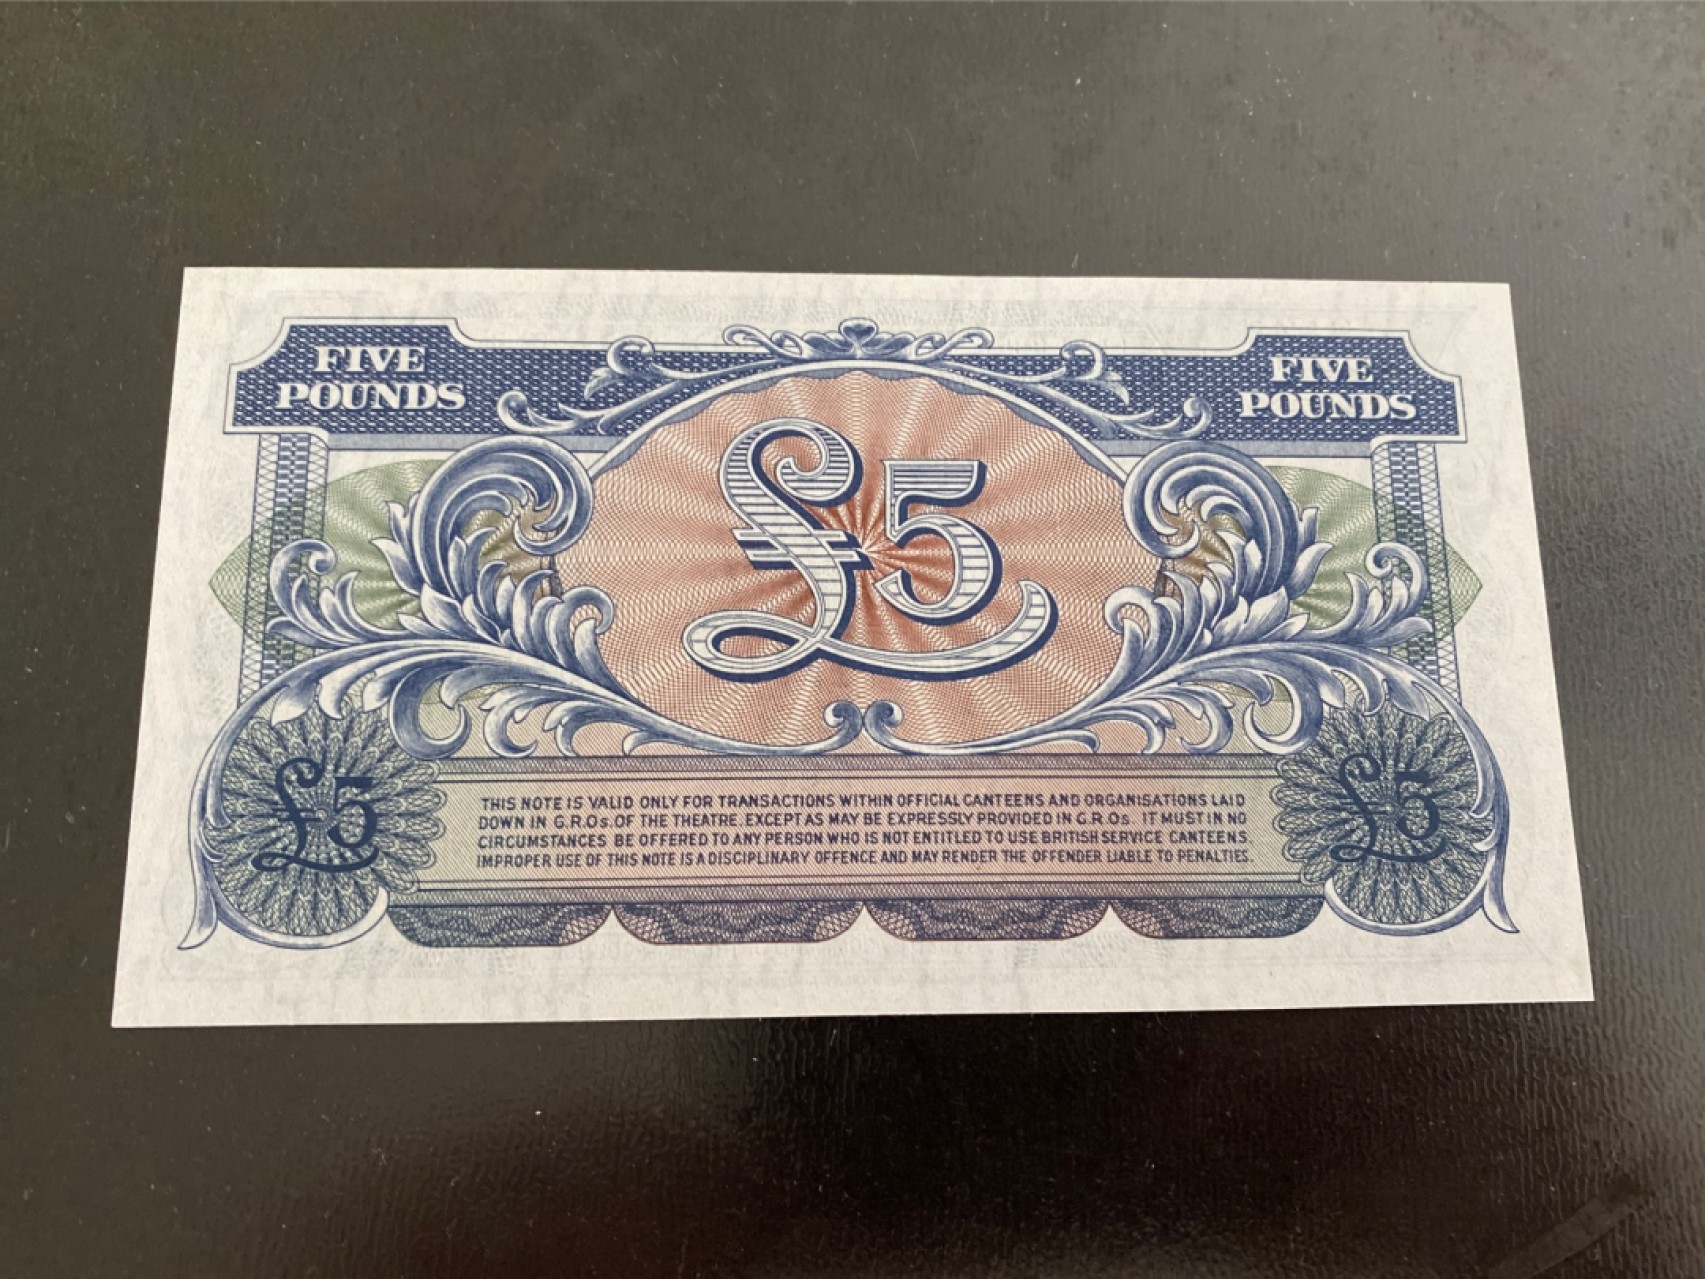 FIVE POUNDS
FIVE POUNDS
£5
£5
£5
THIS NOTE IS VALID ONLY FOR TRANSACTIONS WITHIN OFFICIAL CANTEENS AND ORGANISATIONS LAID
DOWN IN G.R.Os. OF THE THEATRE, EXCEPT AS MAY BE EXPRESSLY PROVIDED IN G.R.Os. IT MUST IN NO
CIRCUMSTANCES BE OFFERED TO ANY PERSON WHO IS NOT ENTITLED TO USE BRITISH SERVICE CANTEENS.
IMPROPER USE OF THIS NOTE IS A DISCIPLINARY OFFENCE AND MAY RENDER THE OFFENDER LIABLE TO PENALTIES.